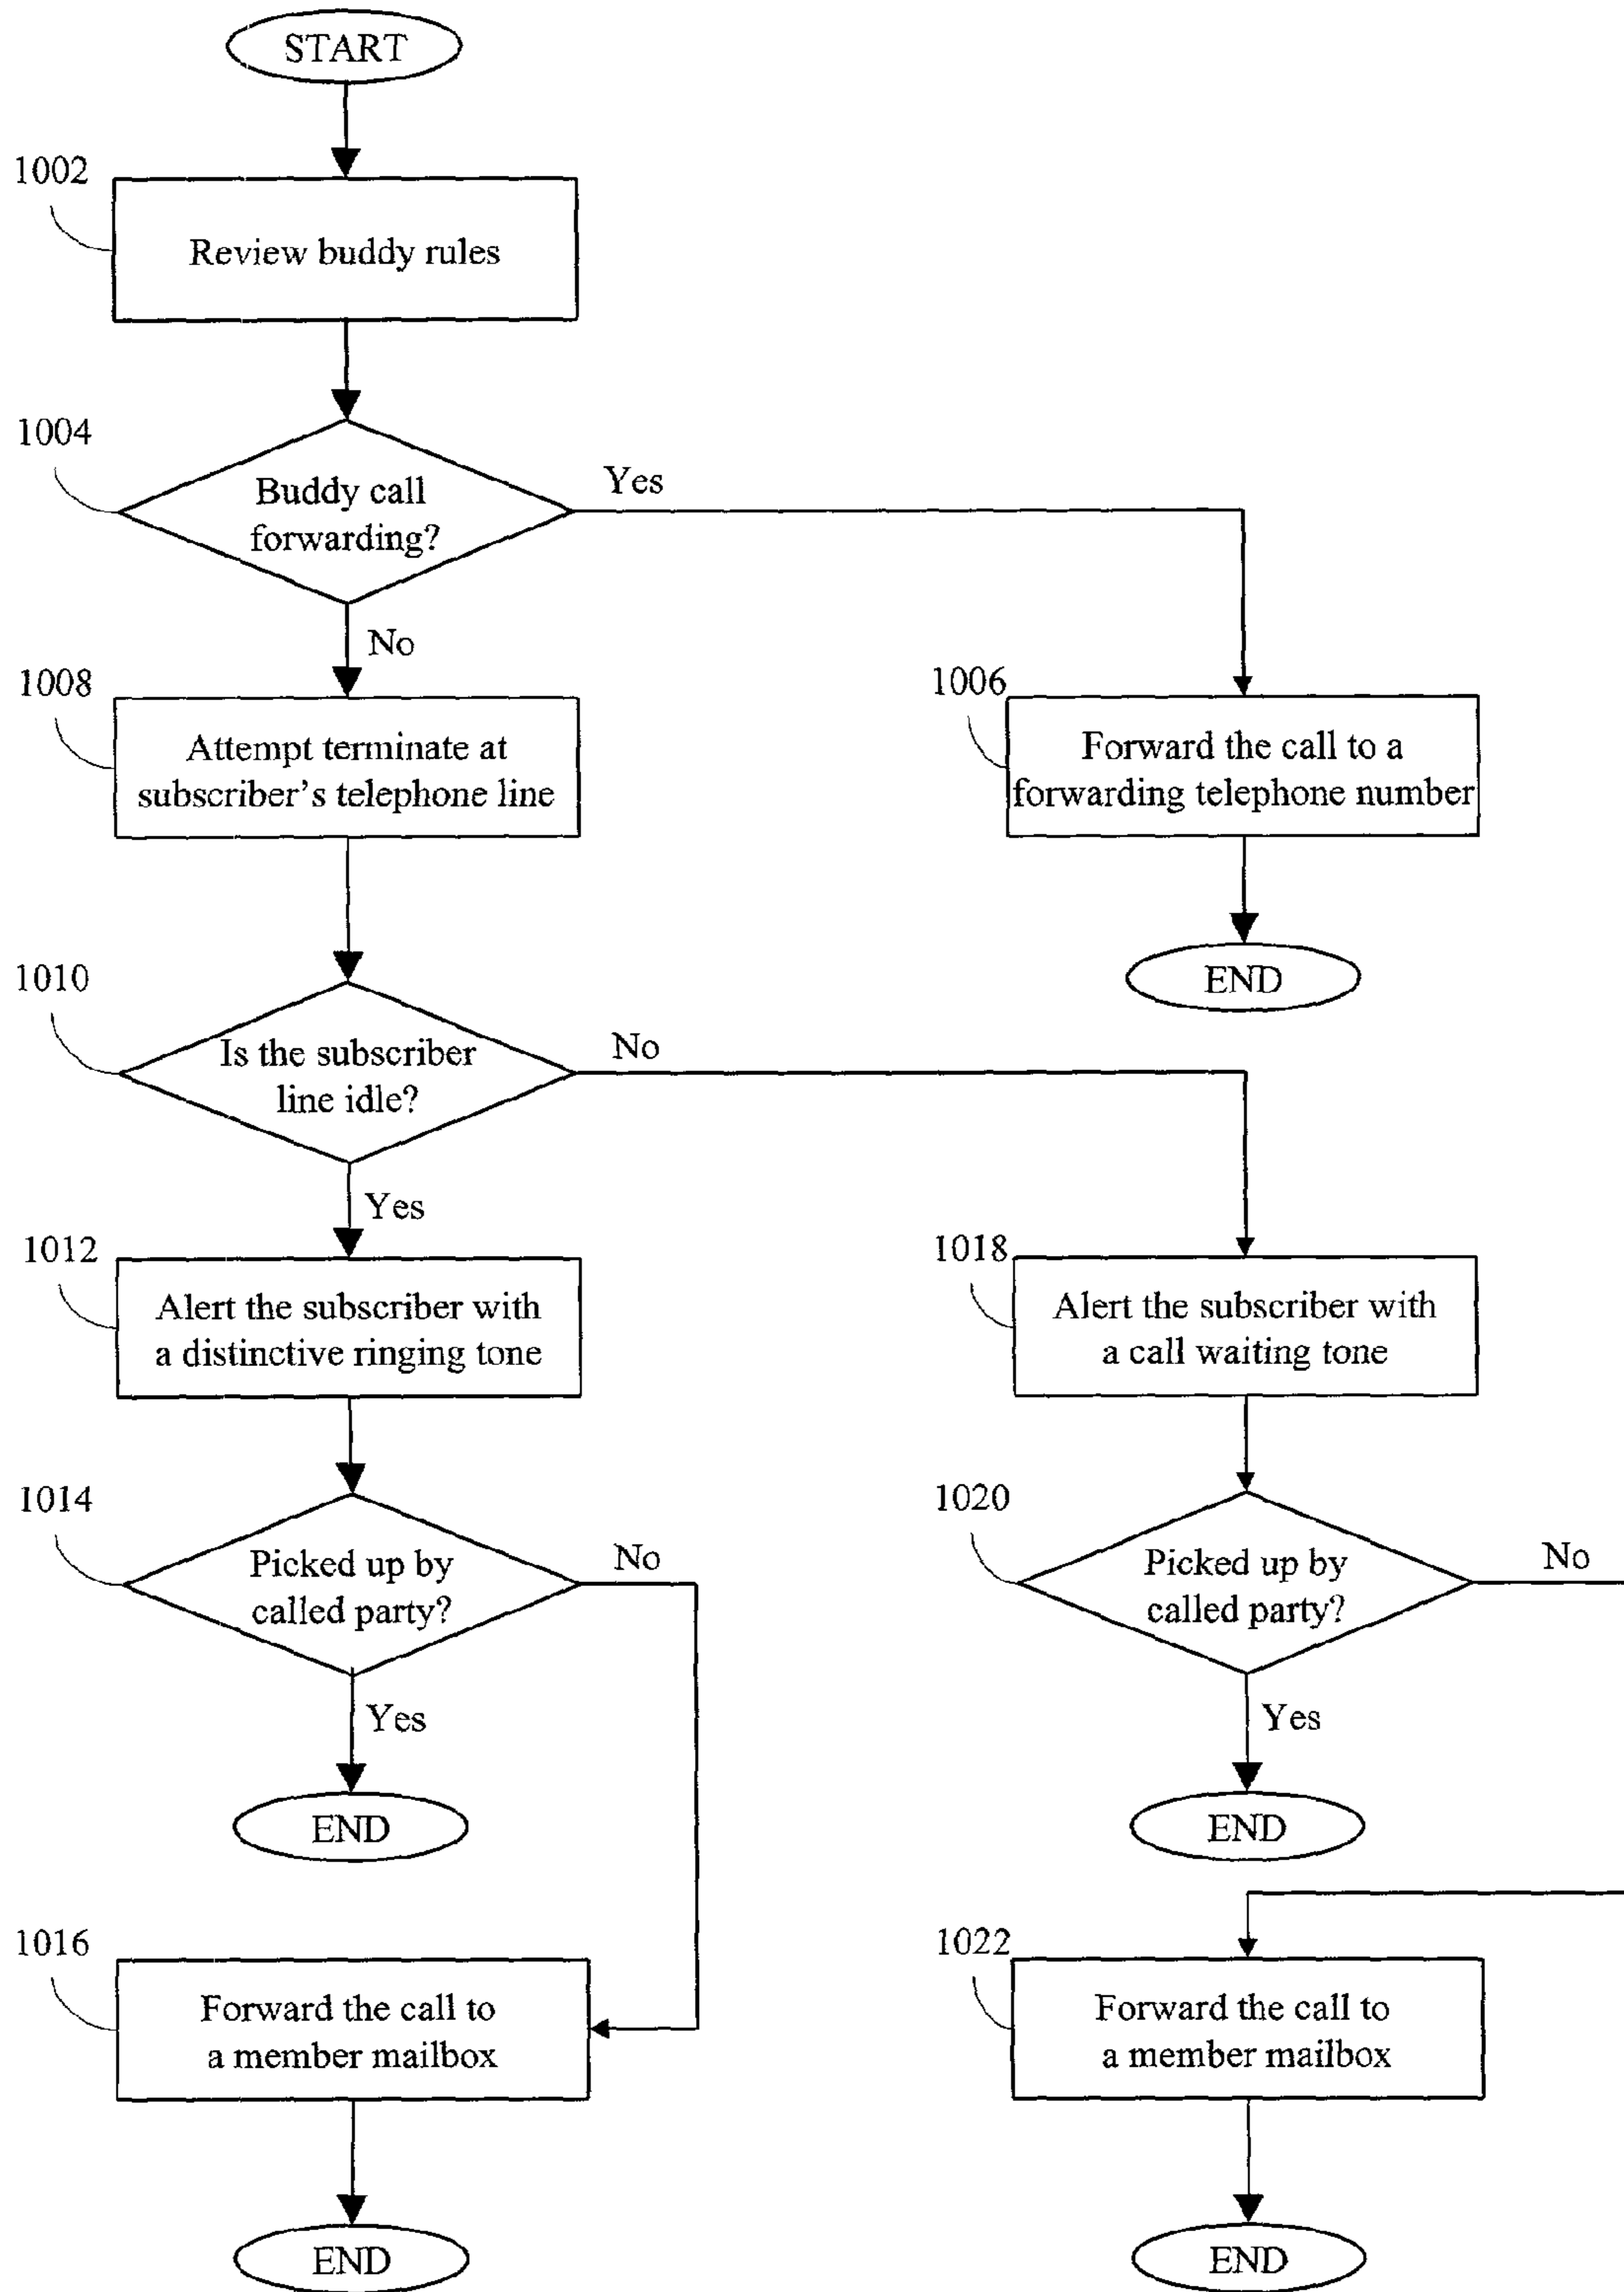 START
1002
Review buddy rules
1004
Buddy call
forwarding?
Yes
No
1008
Attempt terminate at
subscriber's telephone line
1006
Forward the call to a
forwarding telephone number
END
1010
Is the subscriber
line idle?
No
Yes
1012
Alert the subscriber with
a distinctive ringing tone
1018
Alert the subscriber with
a call waiting tone
1014
Picked up by
called party?
No
Yes
END
1020
Picked up by
called party?
No
Yes
END
1016
Forward the call to
a member mailbox
END
1022
Forward the call to
a member mailbox
END